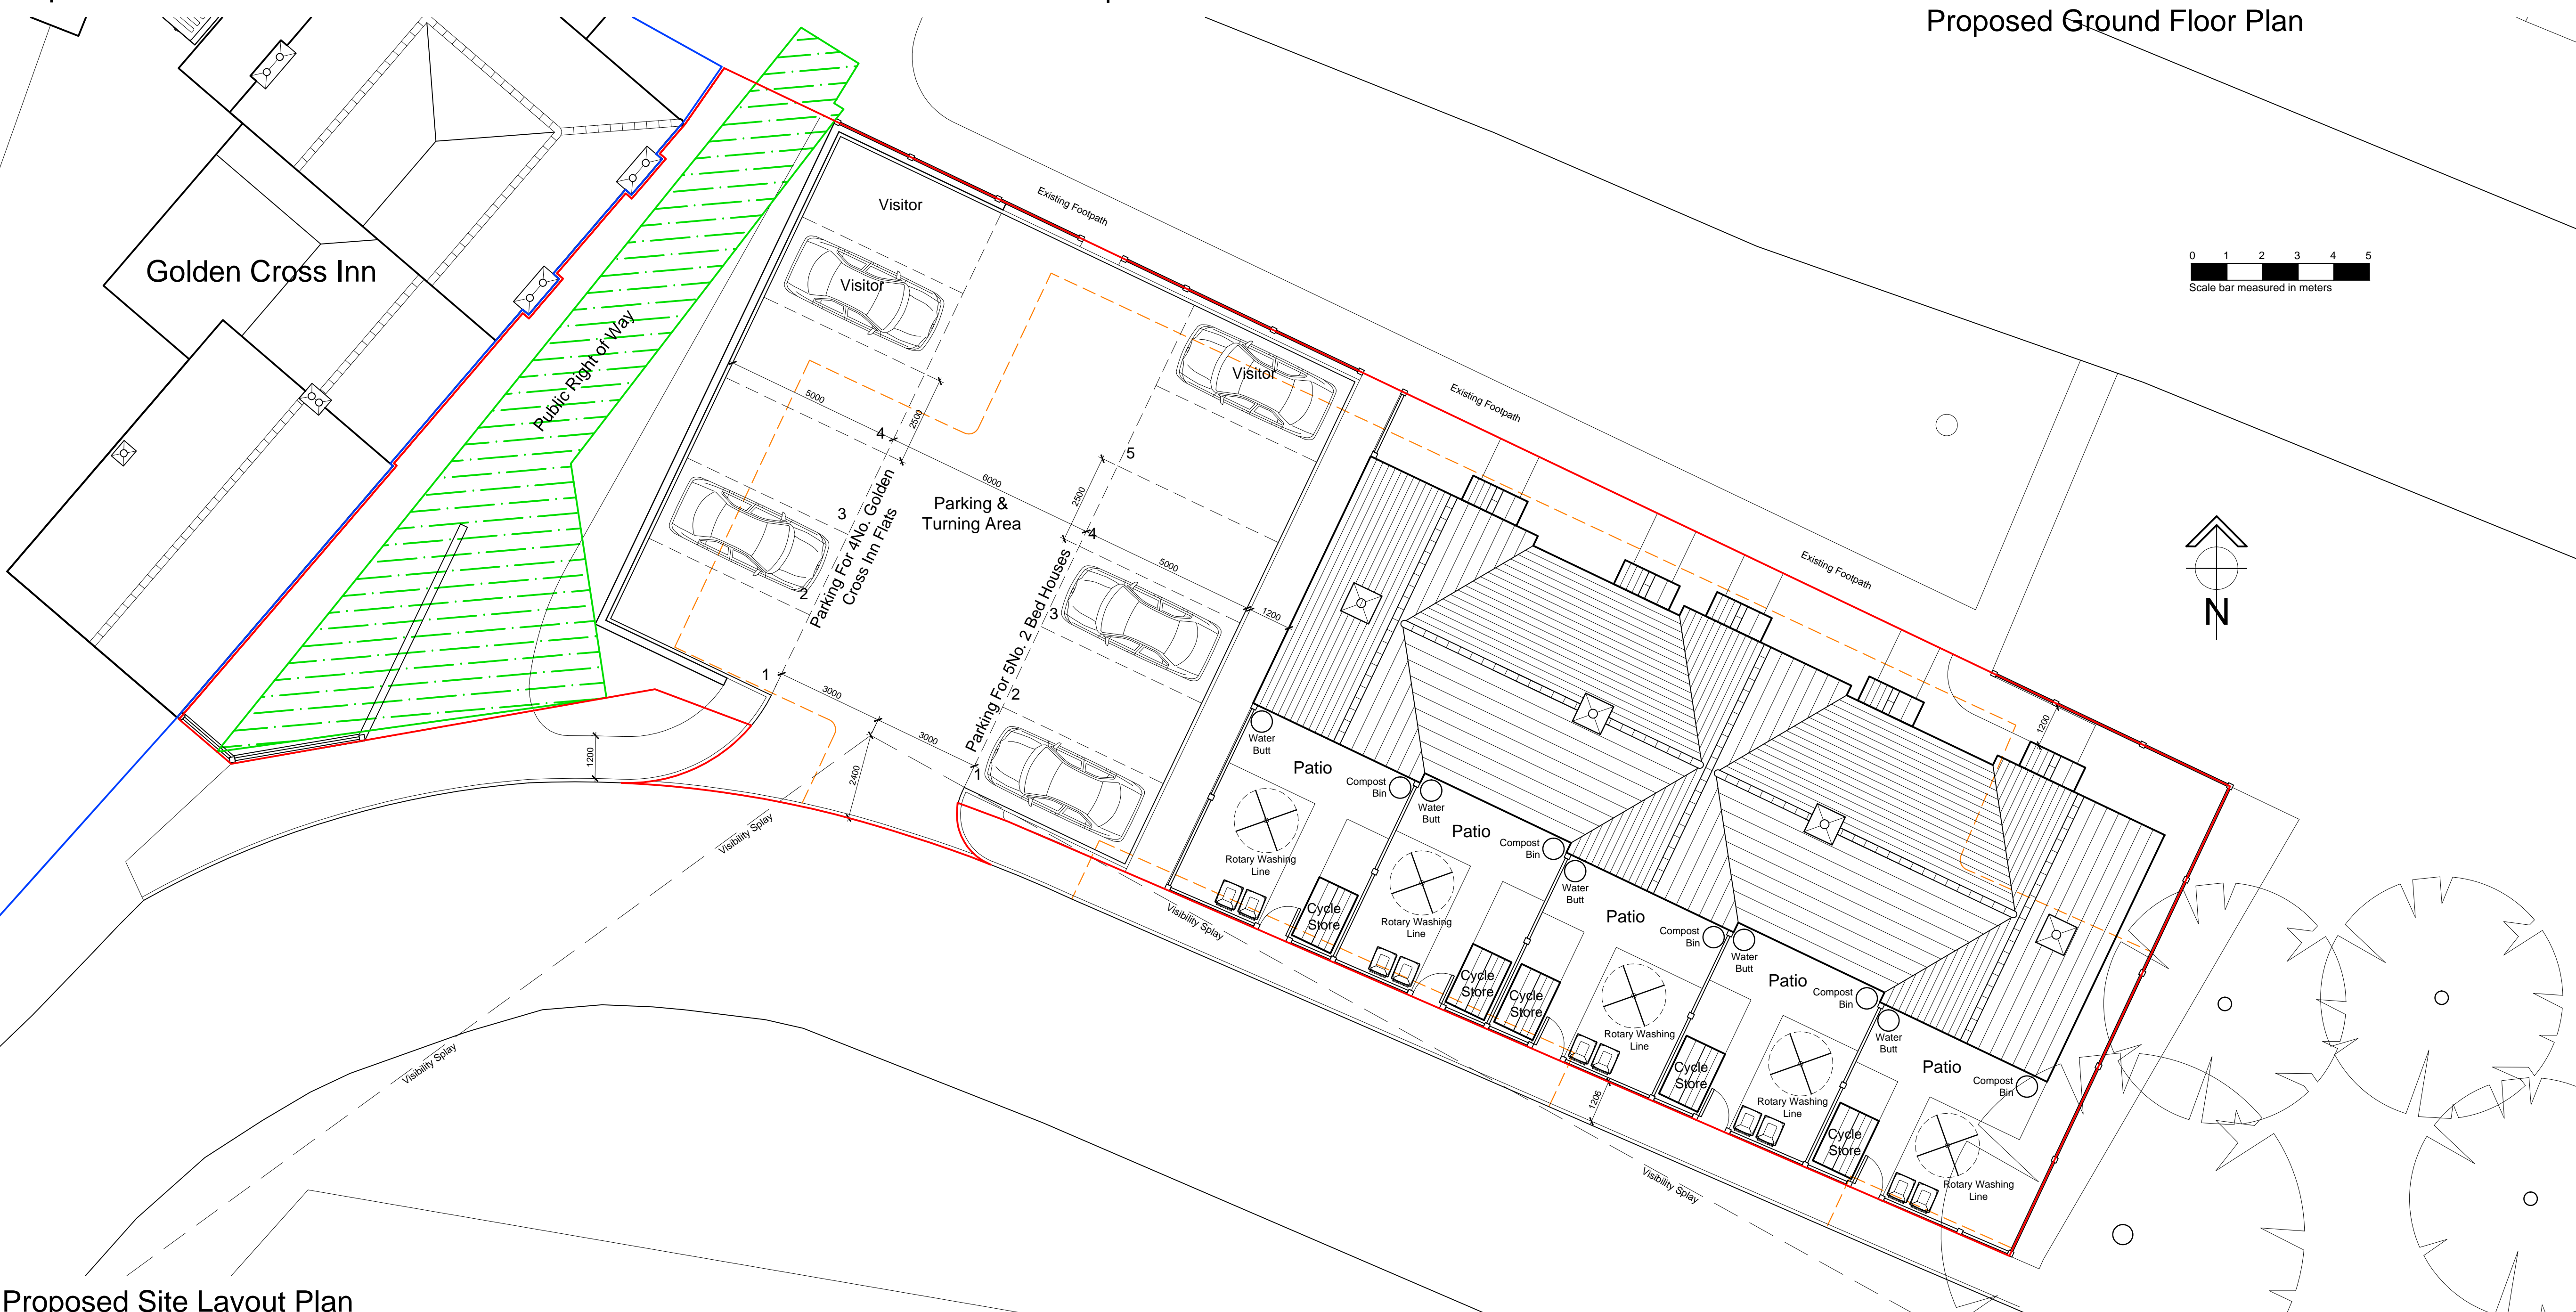 Proposed Ground Floor Plan
Golden Cross Inn
Public Right of Way
Visitor
Visitor
Visitor
Existing Footpath
Existing Footpath
Existing Footpath
0 1 2 3 4 5
Scale bar measured in meters
N
5000
2500
4
3
2
1
Parking For 4No. Golden
Cross Inn Flats
6000
Parking &
Turning Area
5
2500
4
3
2
1
Parking For 5No. 2 Bed Houses
5000
1200
3000
3000
1200
2400
1200
1206
Visibility Splay
Visibility Splay
Visibility Splay
Visibility Splay
Water
Butt
Patio
Compost
Bin
Rotary Washing
Line
Cycle
Store
Water
Butt
Patio
Compost
Bin
Rotary Washing
Line
Cycle
Store
Water
Butt
Patio
Compost
Bin
Rotary Washing
Line
Cycle
Store
Water
Butt
Patio
Compost
Bin
Rotary Washing
Line
Cycle
Store
Water
Butt
Patio
Compost
Bin
Rotary Washing
Line
Cycle
Store
Proposed Site Layout Plan